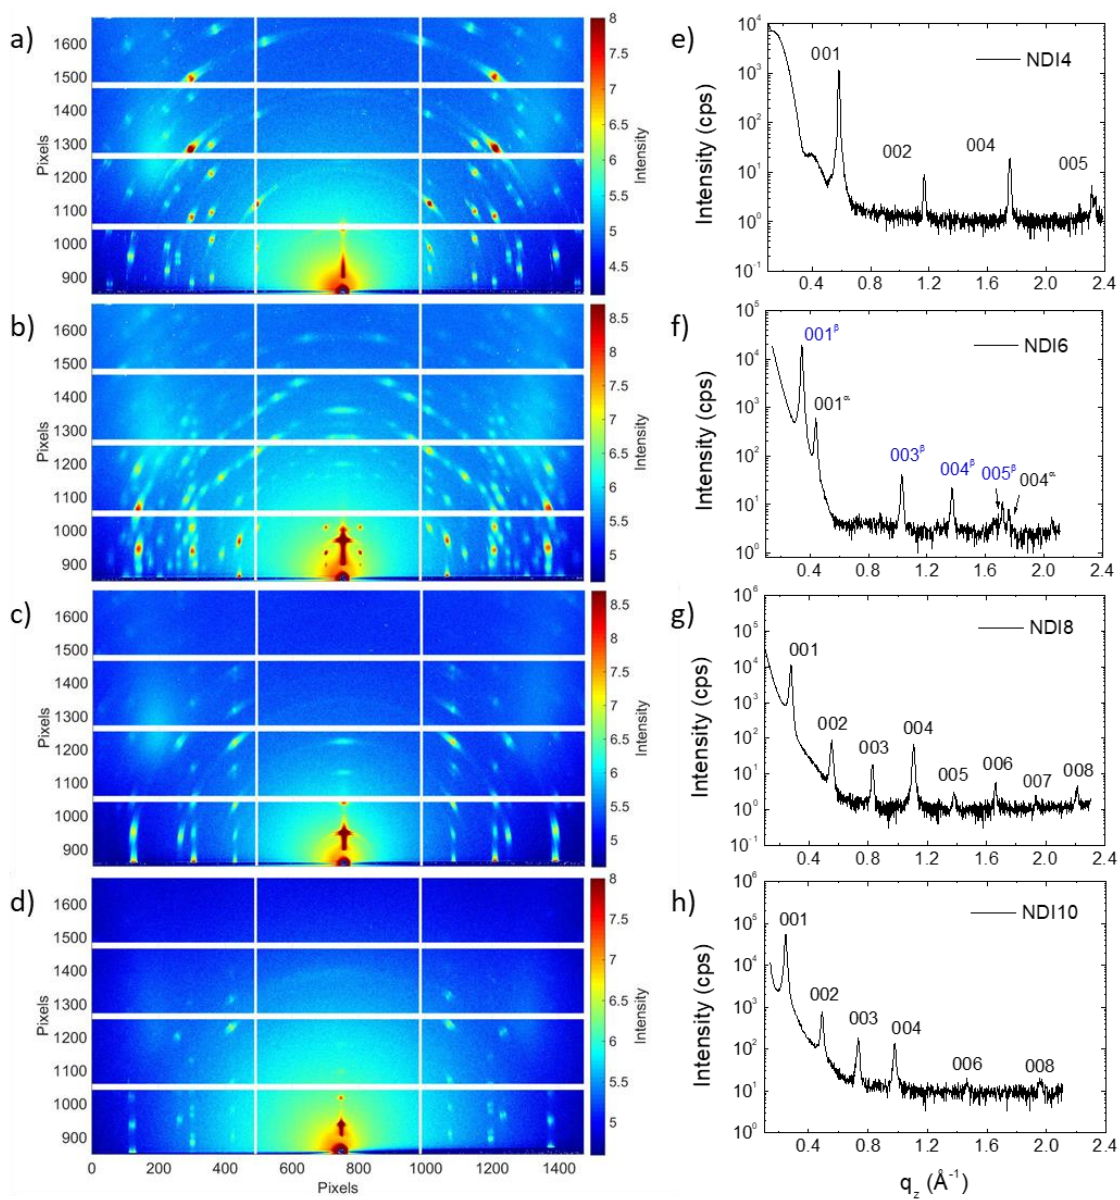 a)
1600
1500
1400
1300
1200
1100
1000
900
Pixels
8
7.5
7
6.5
6
5.5
5
4.5
Intensity
e)
10⁴
10³
10²
10¹
10⁰
10⁻¹
Intensity (cps)
001
002
004
005
NDI4
0.4 0.8 1.2 1.6 2.0 2.4
b)
1600
1500
1400
1300
1200
1100
1000
900
Pixels
8.5
8
7.5
7
6.5
6
5.5
5
Intensity
f)
10⁵
10⁴
10³
10²
10¹
10⁰
Intensity (cps)
001ᵝ
001ᵅ
003ᵝ
004ᵝ
005ᵝ
004ᵅ
NDI6
0.4 0.8 1.2 1.6 2.0 2.4
c)
1600
1500
1400
1300
1200
1100
1000
900
Pixels
8.5
8
7.5
7
6.5
6
5.5
5
Intensity
g)
10⁶
10⁵
10⁴
10³
10²
10¹
10⁰
10⁻¹
Intensity (cps)
001
002
003
004
005
006
007
008
NDI8
0.4 0.8 1.2 1.6 2.0 2.4
d)
1600
1500
1400
1300
1200
1100
1000
900
Pixels
0 200 400 600 800 1000 1200 1400
Pixels
8
7.5
7
6.5
6
5.5
5
Intensity
h)
10⁶
10⁵
10⁴
10³
10²
10¹
10⁰
Intensity (cps)
001
002
003
004
006
008
NDI10
0.4 0.8 1.2 1.6 2.0 2.4
q_z (Å⁻¹)